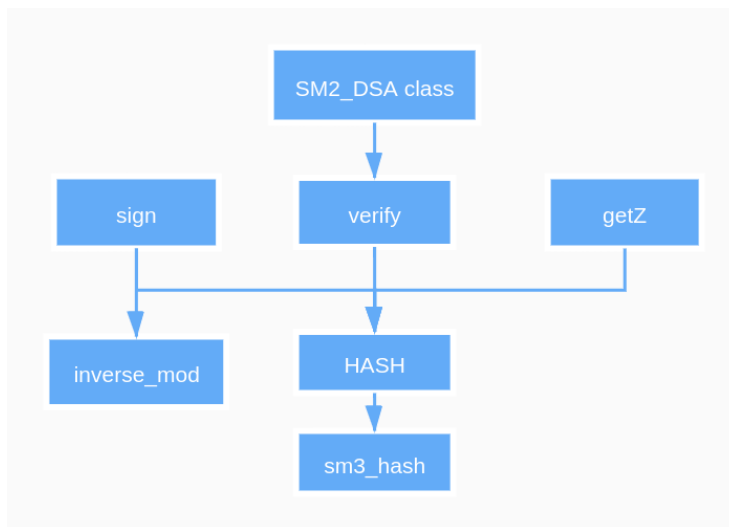 SM2_DSA class
sign
verify
getZ
inverse_mod
HASH
sm3_hash